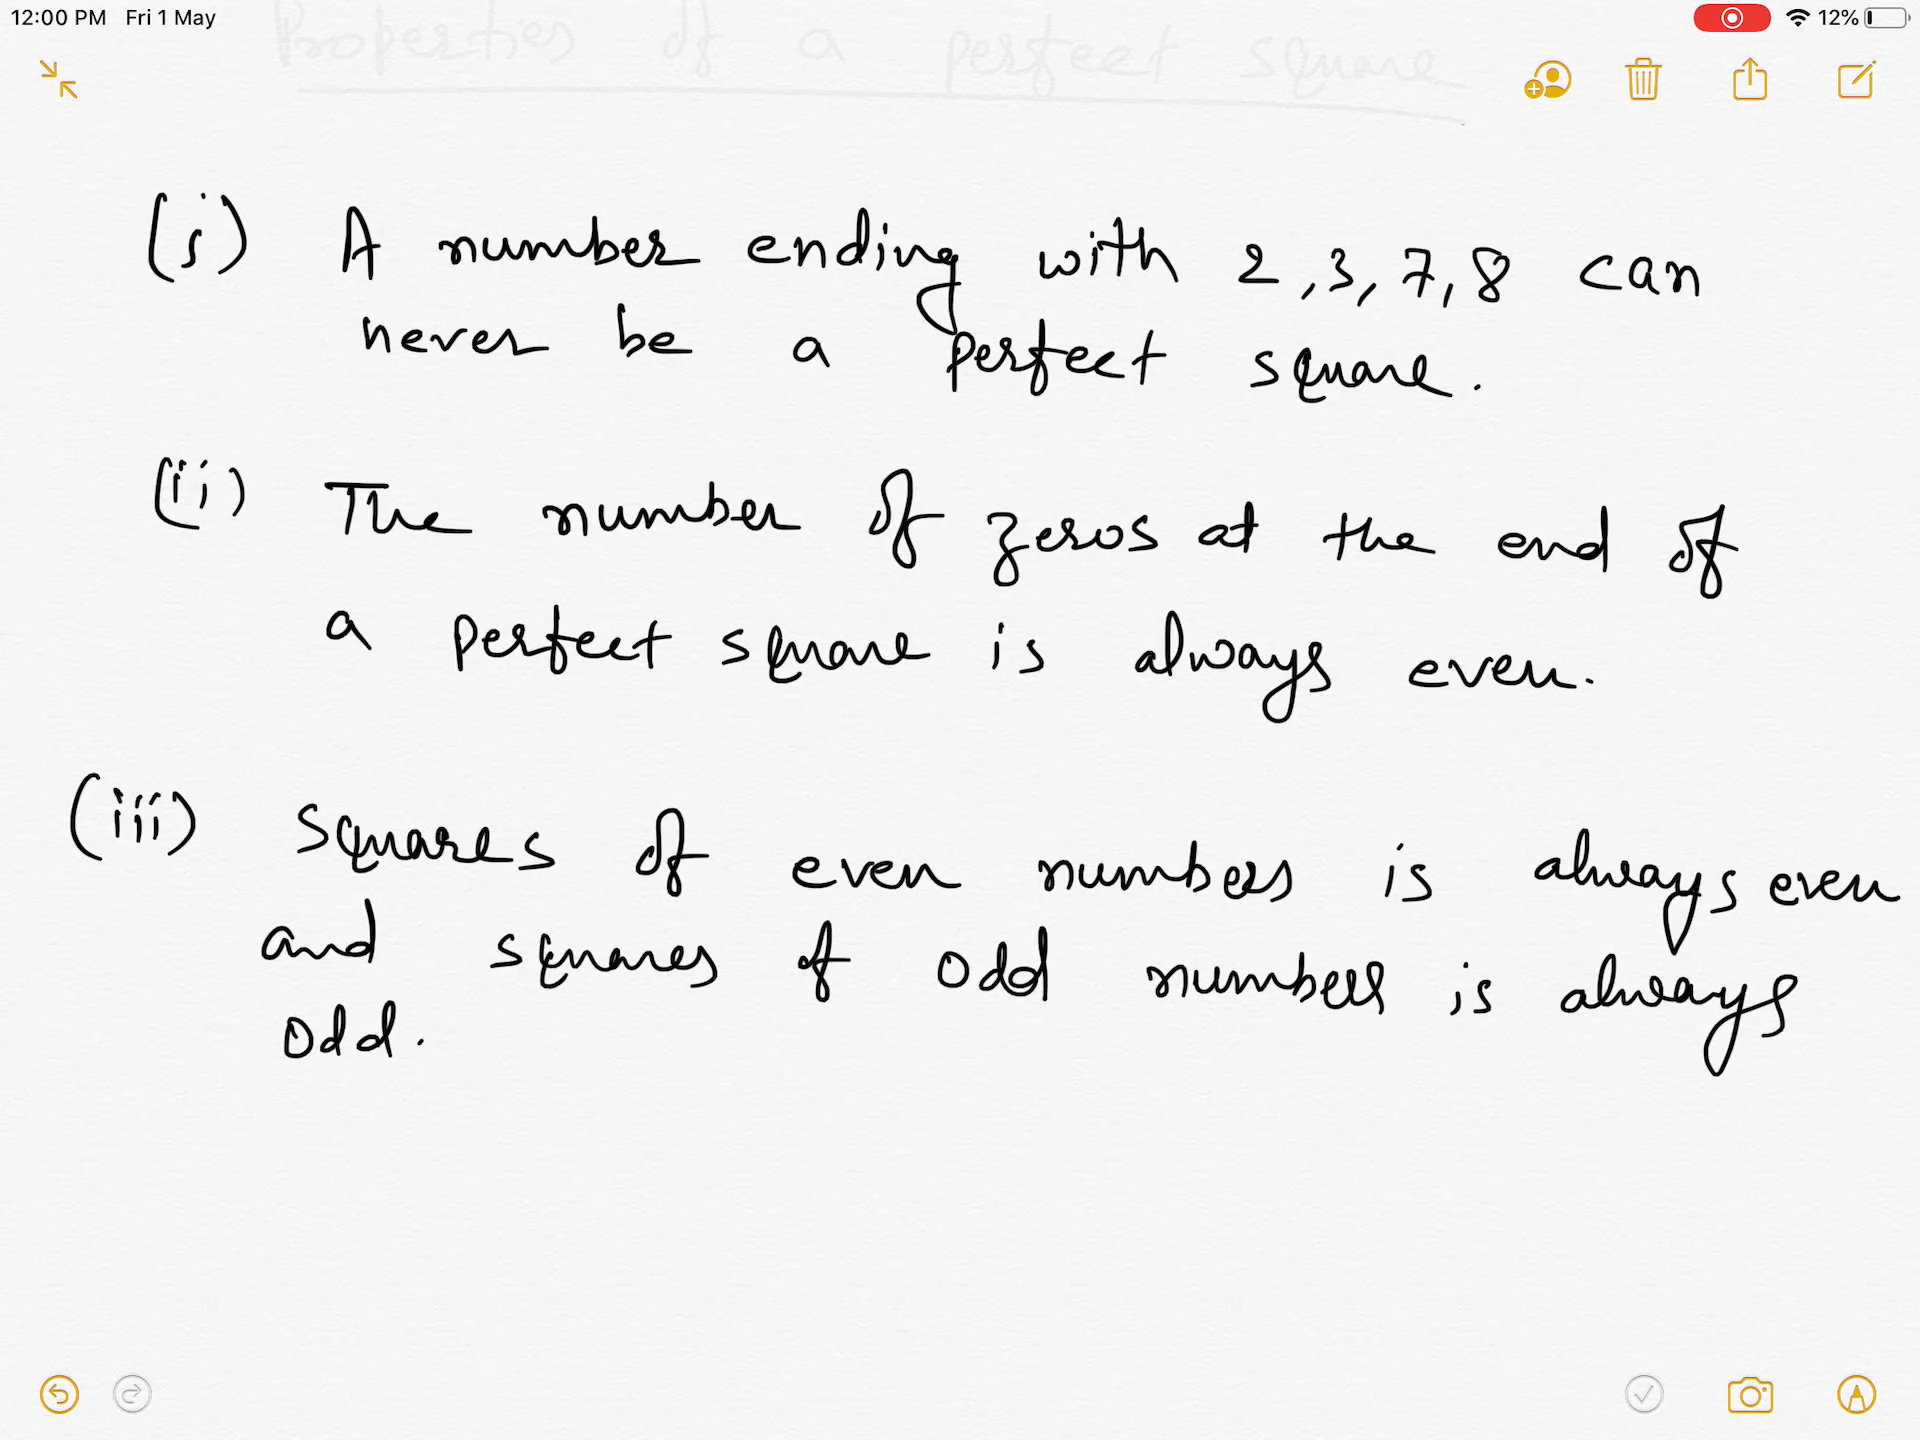 12:00 PM Fri 1 May
12%
Properties of a perfect square
(i) A number ending with 2,3,7,8 can
never be a perfect square.
(ii) The number of zeros at the end of
a perfect square is always even.
(iii) Squares of even numbers is always even
and squares of odd numbers is always
odd.